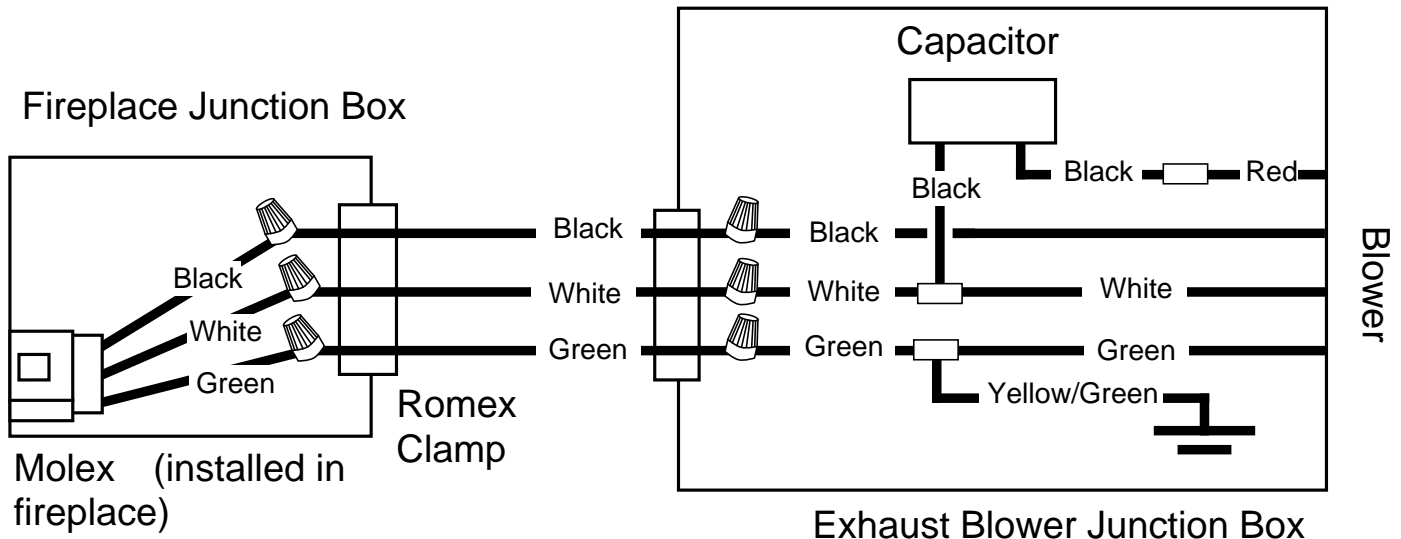 Capacitor
Fireplace Junction Box
Black Red
Black
Black Black
Black
White White White
White
Green Green Green
Green
Yellow/Green
Blower
Romex
Clamp
Molex (installed in
fireplace)
Exhaust Blower Junction Box